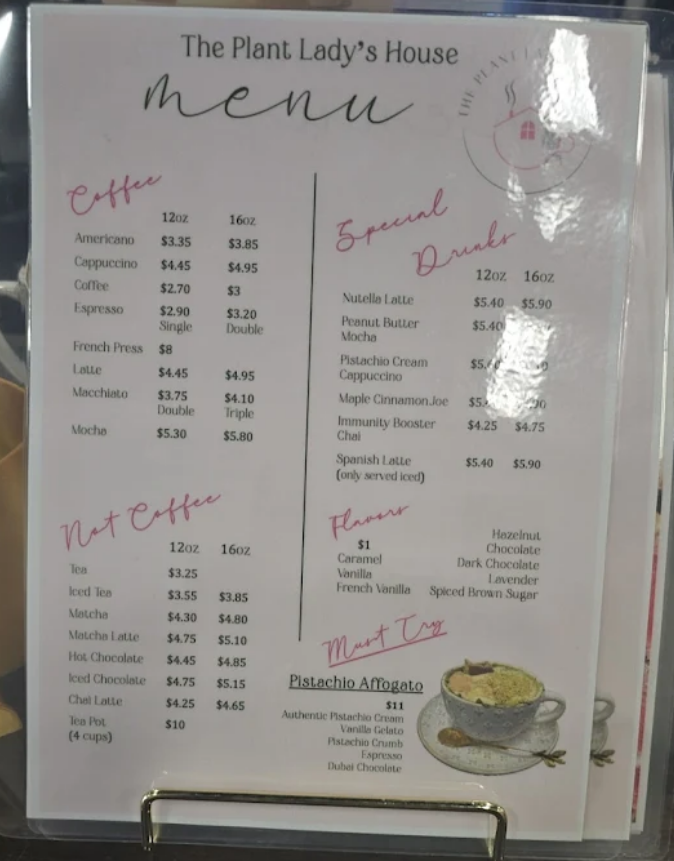 The Plant Lady's House
menu
THE PLANT LA
Coffee
12oz 16oz
Americano $3.35 $3.85
Cappuccino $4.45 $4.95
Coffee $2.70 $3
Espresso $2.90 $3.20
Single Double
French Press $8
Latte $4.45 $4.95
Macchiato $3.75 $4.10
Double Triple
Mocha $5.30 $5.80
Not Coffee
12oz 16oz
Tea $3.25
Iced Tea $3.55 $3.85
Matcha $4.30 $4.80
Matcha Latte $4.75 $5.10
Hot Chocolate $4.45 $4.85
Iced Chocolate $4.75 $5.15
Chai Latte $4.25 $4.65
Tea Pot $10
(4 cups)
Special
Drinks
12oz 16oz
Nutella Latte $5.40 $5.90
Peanut Butter $5.40
Mocha
Pistachio Cream
Cappuccino
Maple CinnamonJoe
Immunity Booster $4.25 $4.75
Chai
Spanish Latte $5.40 $5.90
(only served iced)
Flavors
$1
Caramel
Vanilla
French Vanilla
Hazelnut
Chocolate
Dark Chocolate
Lavender
Spiced Brown Sugar
Must Try
Pistachio Affogato
$11
Authentic Pistachio Cream
Vanilla Gelato
Pistachio Crumb
Espresso
Dubai Chocolate